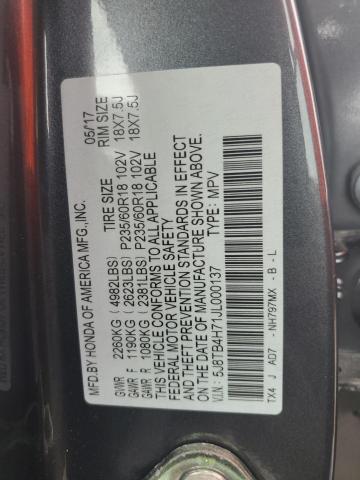 MFD.BY HONDA OF AMERICA MFG.,INC. 05/17
TIRE SIZE RIM SIZE
GVWR 2260KG ( 4982LBS)
GAWR F 1190KG ( 2623LBS) P235/60R18 102V 18X7.5J
GAWR R 1080KG ( 2381LBS) P235/60R18 102V 18X7.5J
THIS VEHICLE CONFORMS TO ALL APPLICABLE
FEDERAL MOTOR VEHICLE SAFETY
AND THEFT PREVENTION STANDARDS IN EFFECT
ON THE DATE OF MANUFACTURE SHOWN ABOVE.
V.I.N.: 5J8TB4H71JL000137 TYPE: MPV
TX4 J AD7 - NH797MX - B - L